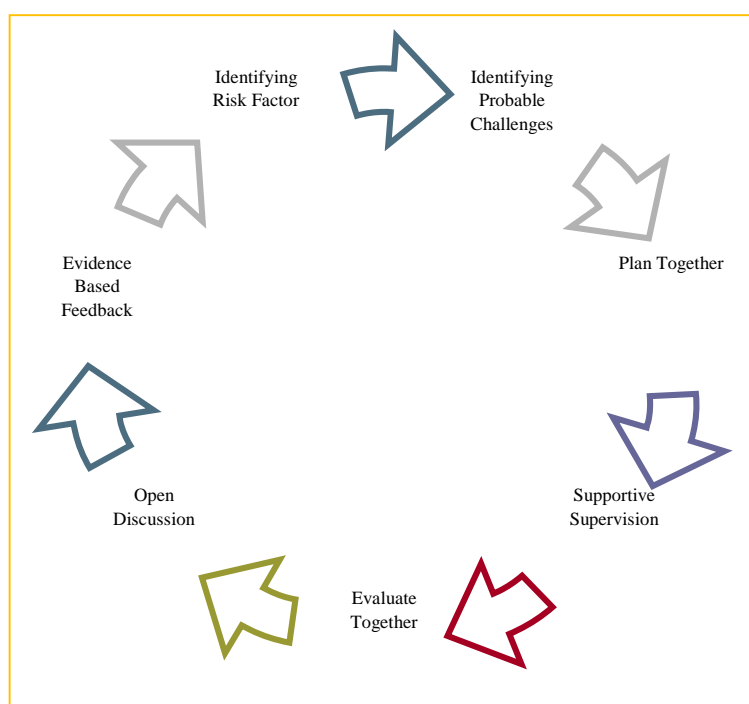 Identifying
Risk Factor
Identifying
Probable
Challenges
Plan Together
Supportive
Supervision
Evaluate
Together
Open
Discussion
Evidence
Based
Feedback